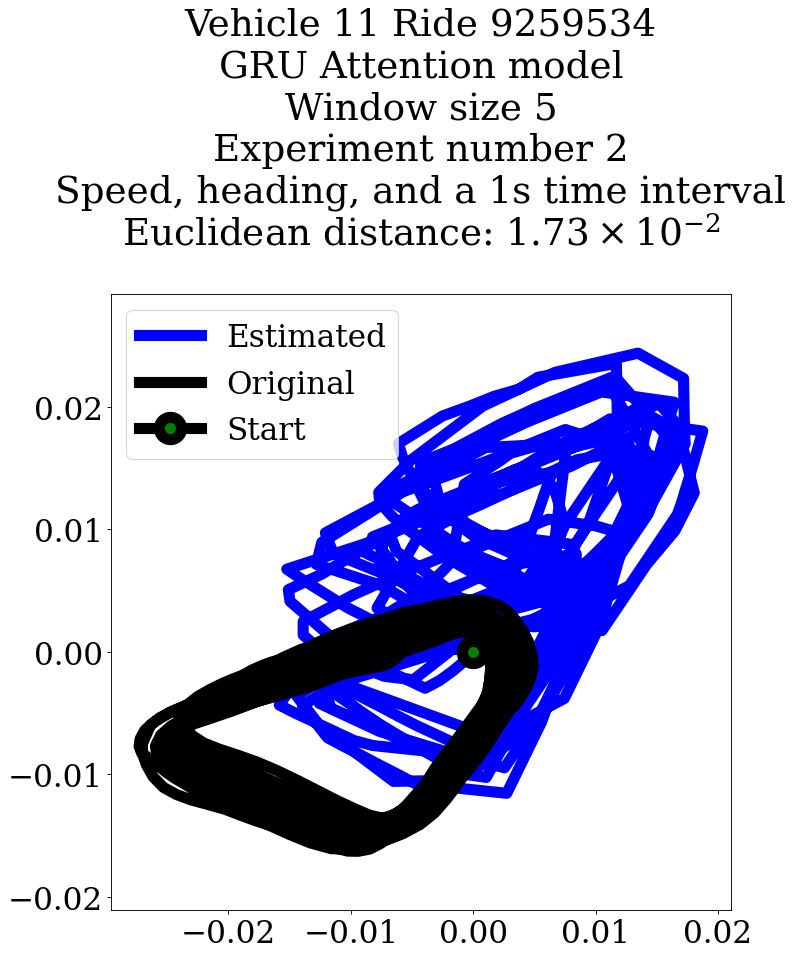 Vehicle 11 Ride 9259534
GRU Attention model
Window size 5
Experiment number 2
Speed, heading, and a 1s time interval
Euclidean distance: 1.73 × 10⁻²
Estimated
Original
Start
0.02
0.01
0.00
−0.01
−0.02
−0.02 −0.01 0.00 0.01 0.02